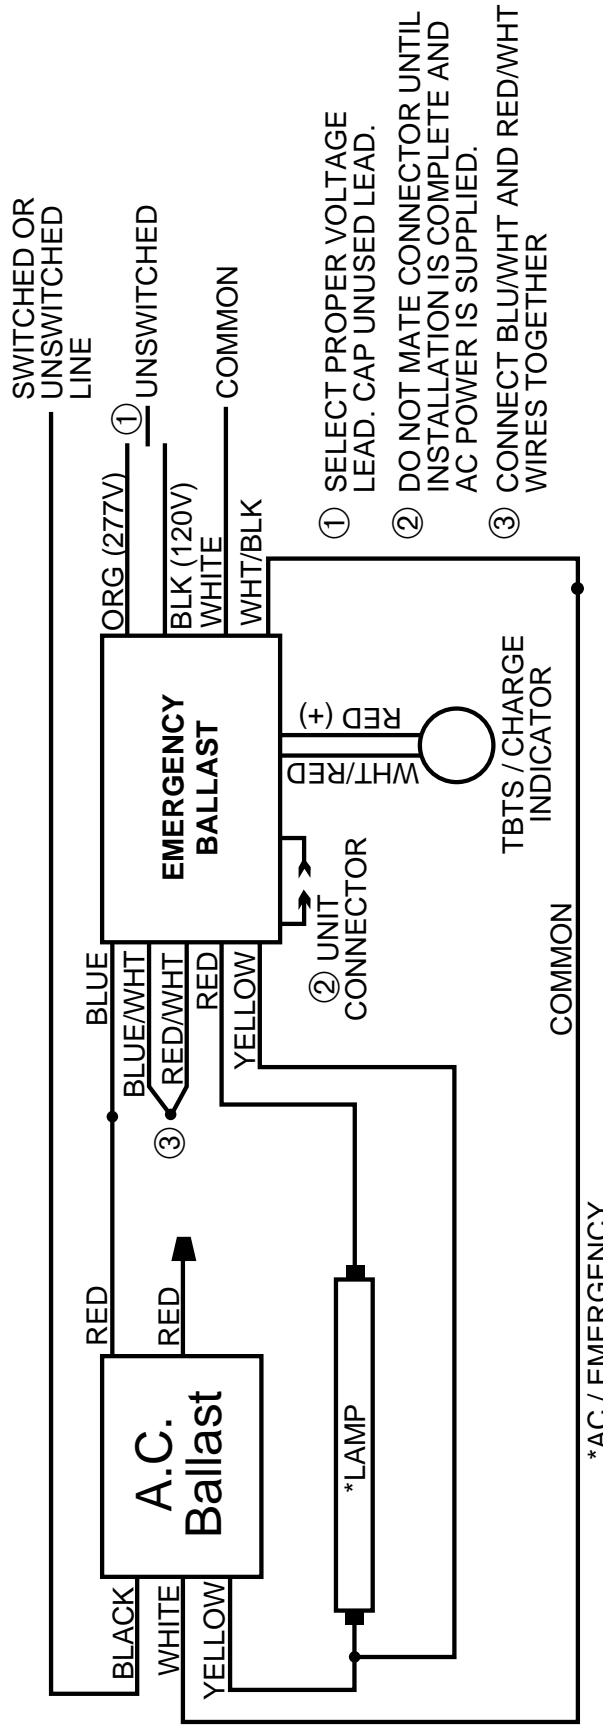 SWITCHED OR
UNSWITCHED
LINE
① UNSWITCHED
ORG (277V)
BLK (120V)
WHITE
COMMON
WHT/BLK
EMERGENCY
BALLAST
BLUE
BLUE/WHT
RED/WHT
RED
YELLOW
③
RED
RED
A.C.
Ballast
BLACK
WHITE
YELLOW
② UNIT
CONNECTOR
WHT/RED
RED (+)
TBTS / CHARGE
INDICATOR
*LAMP
COMMON
*AC / EMERGENCY
① SELECT PROPER VOLTAGE
LEAD. CAP UNUSED LEAD.
② DO NOT MATE CONNECTOR UNTIL
INSTALLATION IS COMPLETE AND
AC POWER IS SUPPLIED.
③ CONNECT BLU/WHT AND RED/WHT
WIRES TOGETHER